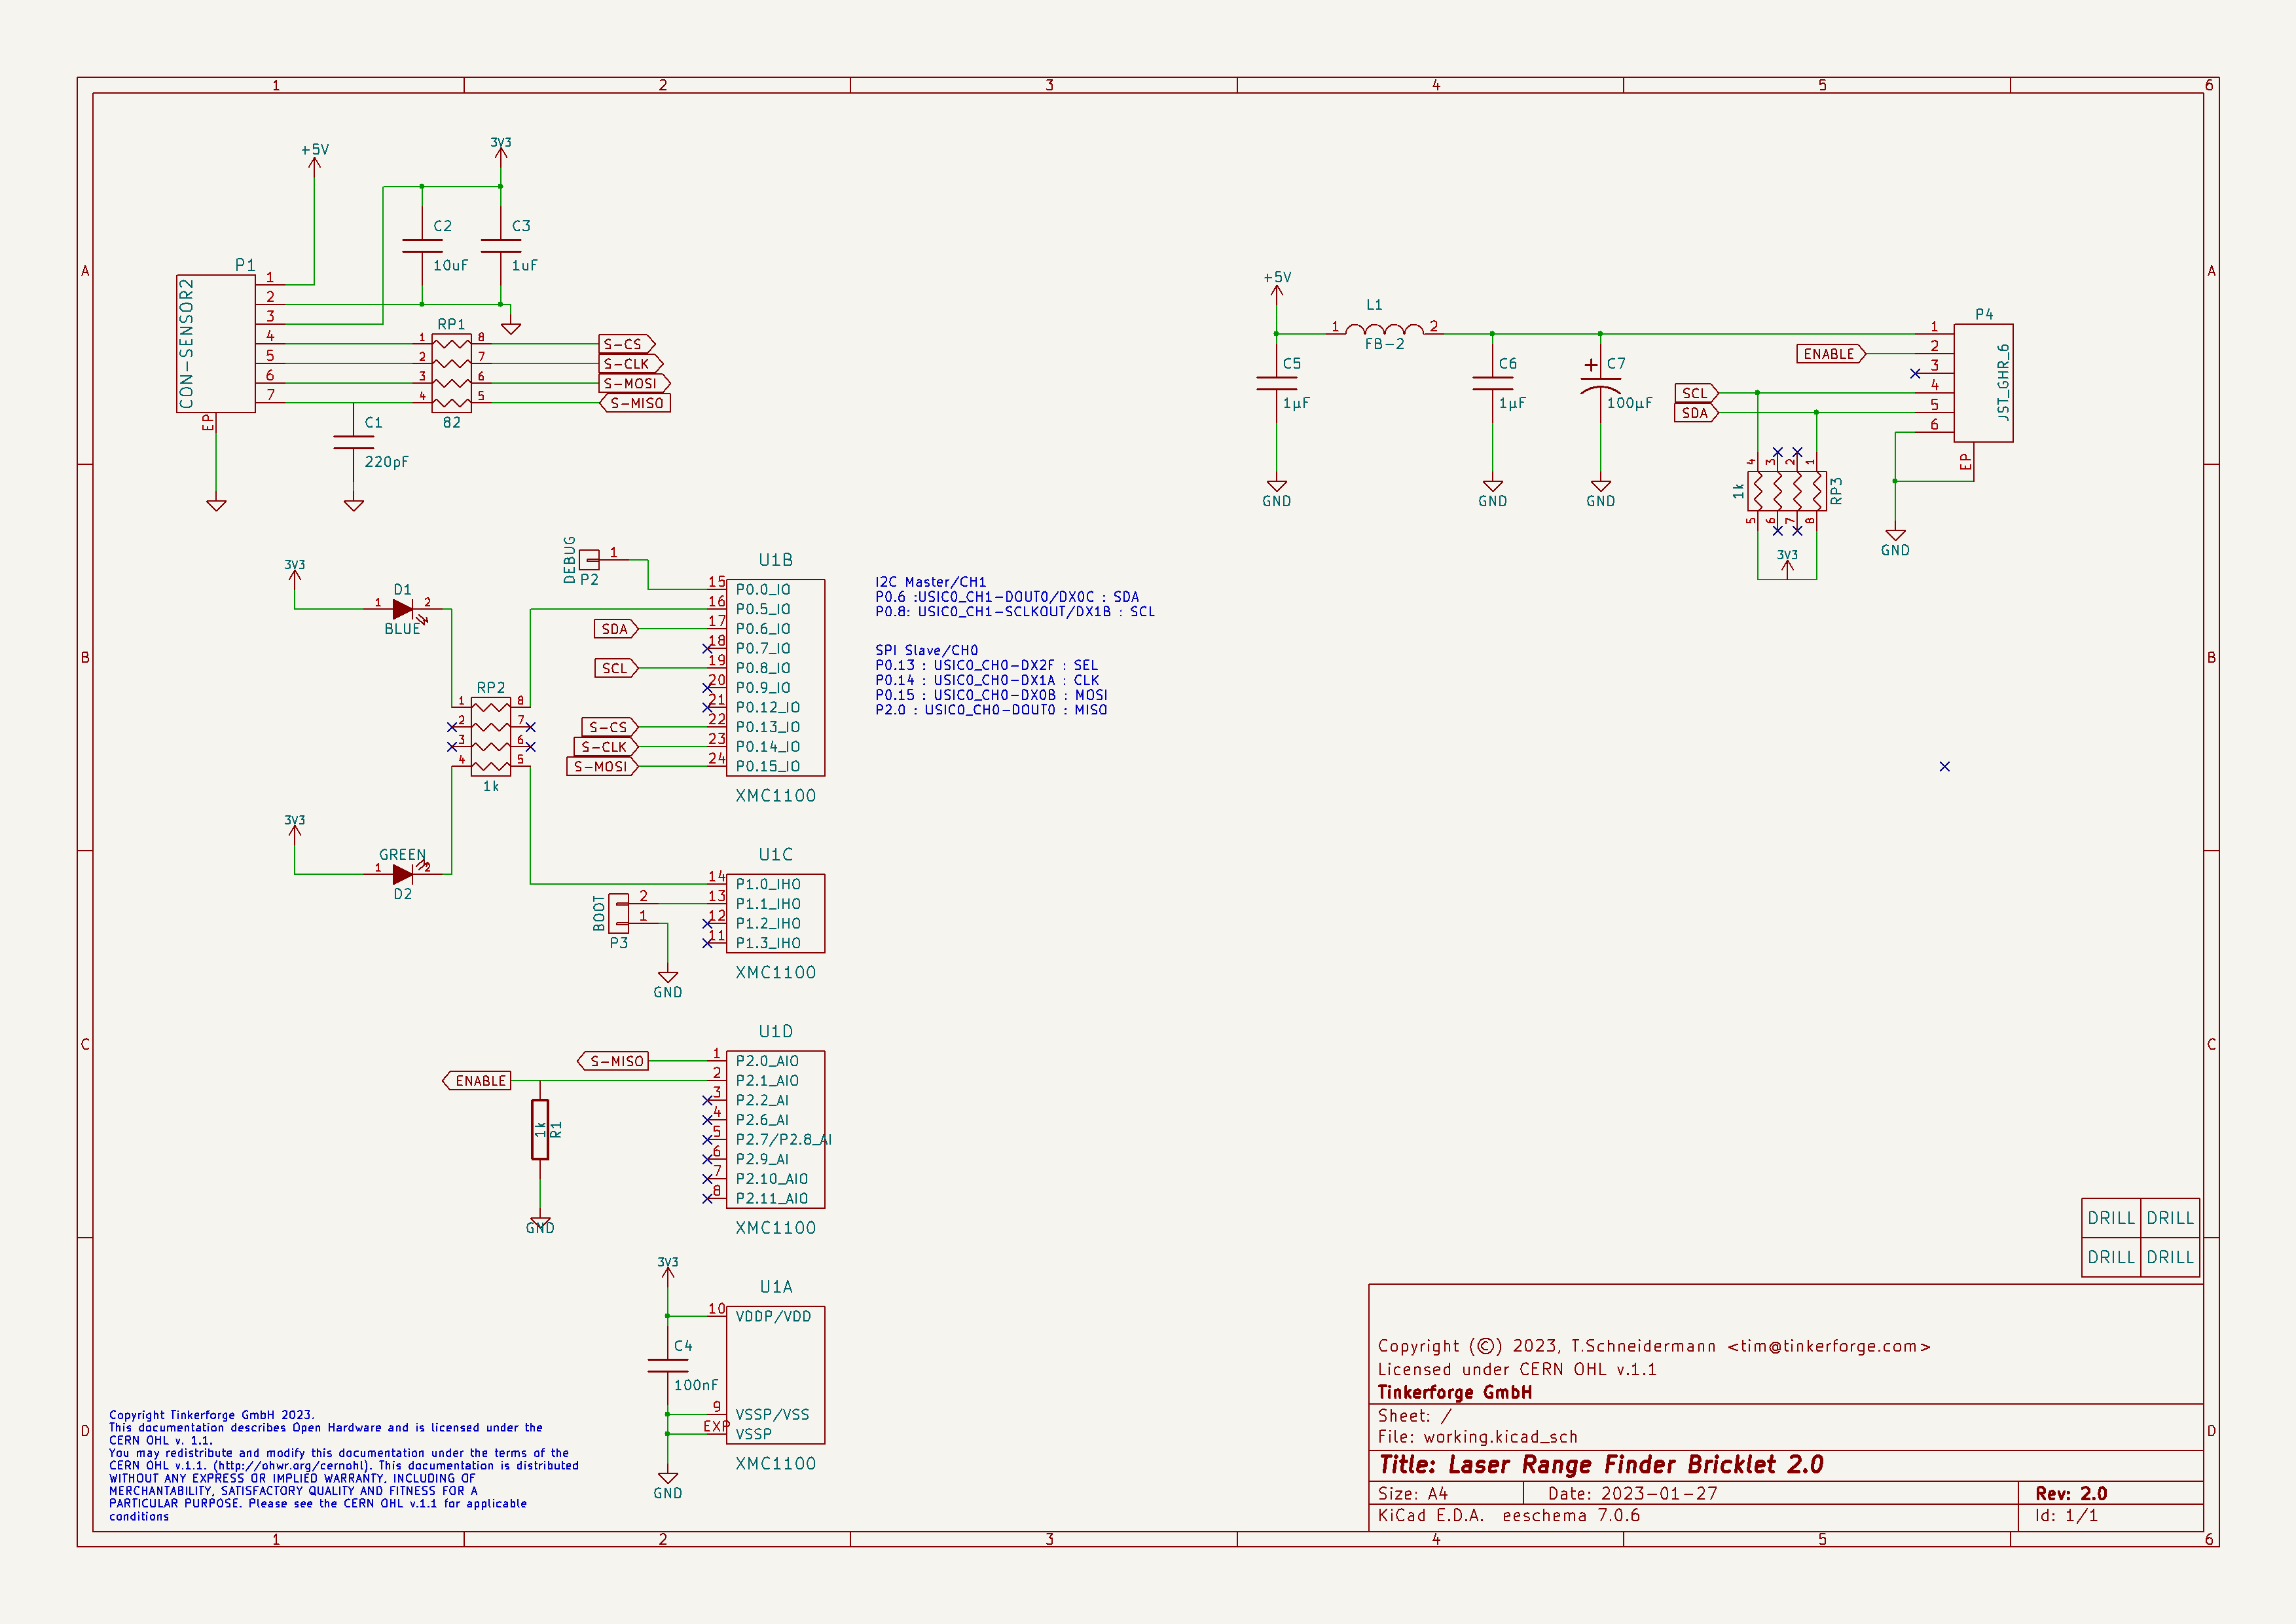 1 2 3 4 5 6
A
B
C
D
A
B
C
D
1 2 3 4 5 6
+5V
3V3
C2
10uF
C3
1uF
P1
CON-SENSOR2
1
2
3
4
5
6
7
EP
RP1
1 8
2 7
3 6
4 5
82
S-CS
S-CLK
S-MOSI
S-MISO
C1
220pF
+5V
L1
1 2
FB-2
C5
1µF
GND
C6
1µF
GND
C7
100µF
GND
P4
JST_GHR_6
1
2
3
4
5
6
EP
ENABLE
SCL
SDA
4 3 2 1
1k
RP3
5 6 7 8
3V3
GND
3V3
D1
1 2
BLUE
RP2
1 8
2 7
3 6
4 5
1k
3V3
GREEN
1 2
D2
DEBUG
1
P2
U1B
15 P0.0_IO
16 P0.5_IO
17 P0.6_IO
18 P0.7_IO
19 P0.8_IO
20 P0.9_IO
21 P0.12_IO
22 P0.13_IO
23 P0.14_IO
24 P0.15_IO
XMC1100
SDA
SCL
S-CS
S-CLK
S-MOSI
I2C Master/CH1
P0.6 :USIC0_CH1-DOUT0/DX0C : SDA
P0.8: USIC0_CH1-SCLKOUT/DX1B : SCL
SPI Slave/CH0
P0.13 : USIC0_CH0-DX2F : SEL
P0.14 : USIC0_CH0-DX1A : CLK
P0.15 : USIC0_CH0-DX0B : MOSI
P2.0 : USIC0_CH0-DOUT0 : MISO
U1C
14 P1.0_IHO
13 P1.1_IHO
12 P1.2_IHO
11 P1.3_IHO
XMC1100
BOOT
2
1
P3
GND
U1D
1 P2.0_AIO
2 P2.1_AIO
3 P2.2_AI
4 P2.6_AI
5 P2.7/P2.8_AI
6 P2.9_AI
7 P2.10_AIO
8 P2.11_AIO
XMC1100
S-MISO
ENABLE
1k
R1
GND
3V3
U1A
10 VDDP/VDD
C4
100nF
9 VSSP/VSS
EXP VSSP
XMC1100
GND
DRILL DRILL
DRILL DRILL
Copyright Tinkerforge GmbH 2023.
This documentation describes Open Hardware and is licensed under the
CERN OHL v. 1.1.
You may redistribute and modify this documentation under the terms of the
CERN OHL v.1.1. (http://ohwr.org/cernohl). This documentation is distributed
WITHOUT ANY EXPRESS OR IMPLIED WARRANTY, INCLUDING OF
MERCHANTABILITY, SATISFACTORY QUALITY AND FITNESS FOR A
PARTICULAR PURPOSE. Please see the CERN OHL v.1.1 for applicable
conditions
Copyright (©) 2023, T.Schneidermann <tim@tinkerforge.com>
Licensed under CERN OHL v.1.1
Tinkerforge GmbH
Sheet: /
File: working.kicad_sch
Title: Laser Range Finder Bricklet 2.0
Size: A4 Date: 2023-01-27 Rev: 2.0
KiCad E.D.A. eeschema 7.0.6 Id: 1/1